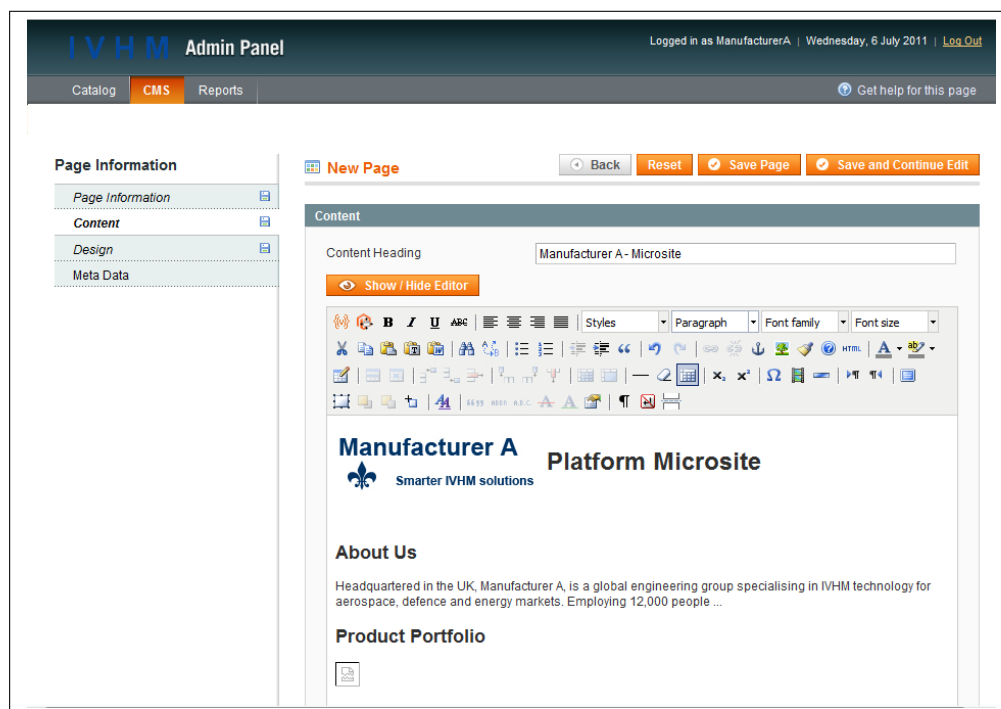 IVHM Admin Panel
Logged in as ManufacturerA | Wednesday, 6 July 2011 | Log Out
Catalog CMS Reports
Get help for this page
Page Information
Page Information
Content
Design
Meta Data
New Page
Back Reset Save Page Save and Continue Edit
Content
Content Heading Manufacturer A - Microsite
Show / Hide Editor
B I U ABC Styles Paragraph Font family Font size
HTML A ab
A
Manufacturer A
Smarter IVHM solutions
Platform Microsite
About Us
Headquartered in the UK, Manufacturer A, is a global engineering group specialising in IVHM technology for
aerospace, defence and energy markets. Employing 12,000 people ...
Product Portfolio